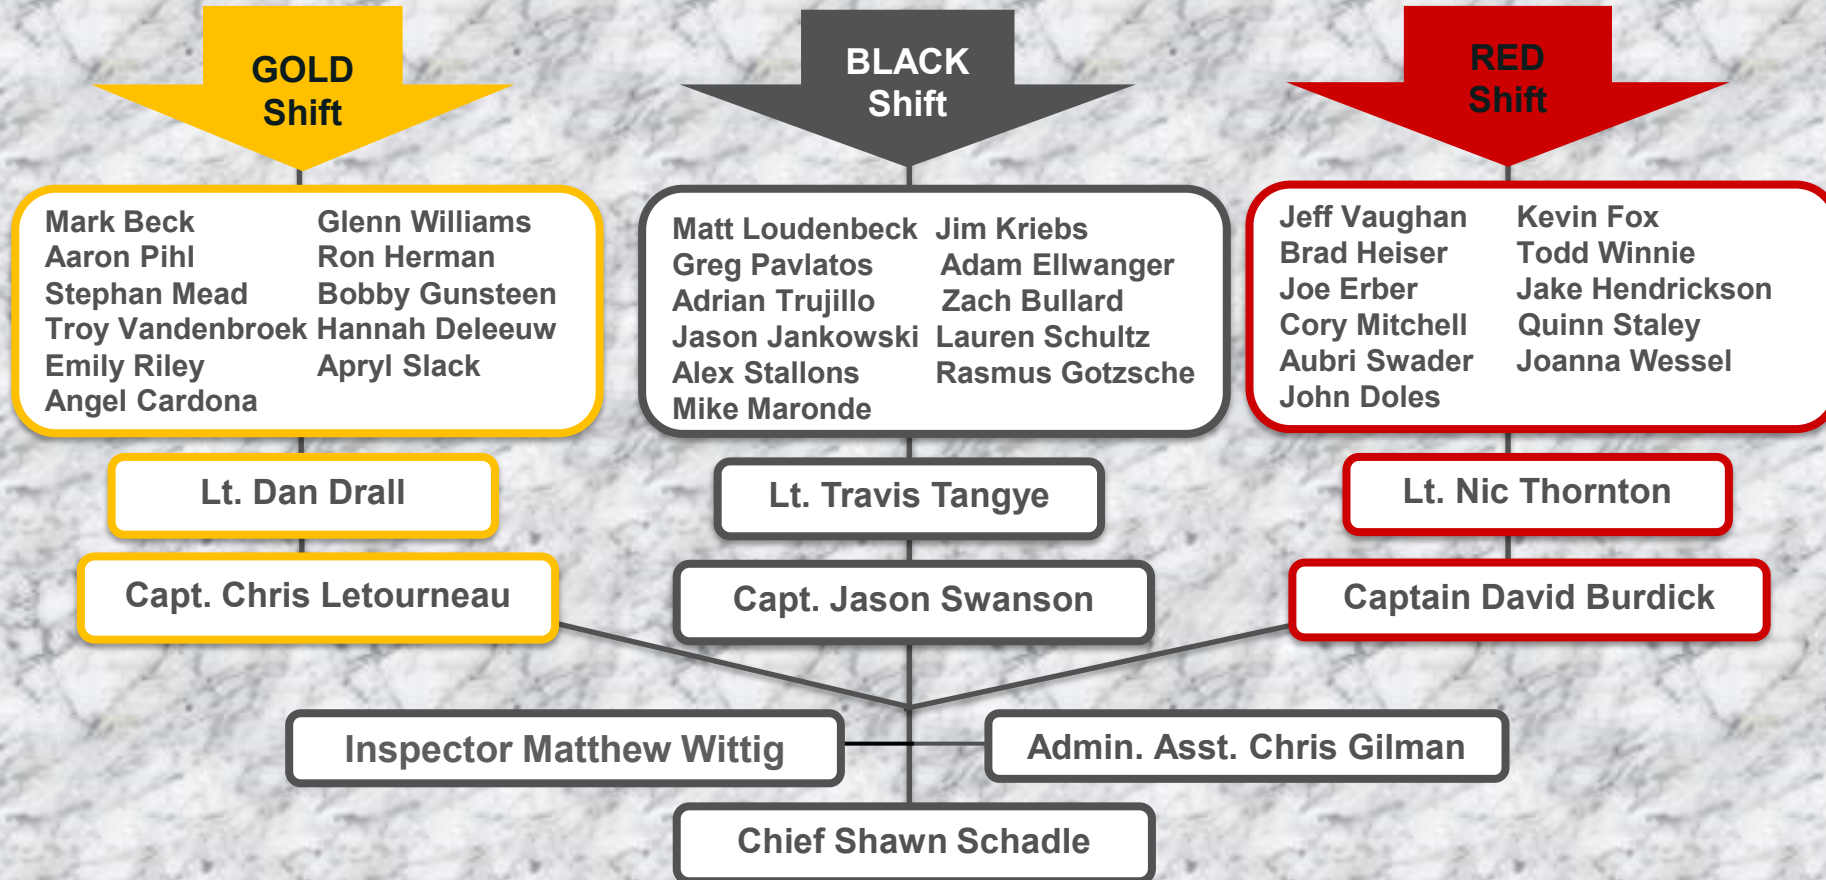 GOLD
Shift
BLACK
Shift
RED
Shift
Mark Beck Glenn Williams
Aaron Pihl Ron Herman
Stephan Mead Bobby Gunsteen
Troy Vandenbroek Hannah Deleeuw
Emily Riley Apryl Slack
Angel Cardona
Matt Loudenbeck Jim Kriebs
Greg Pavlatos Adam Ellwanger
Adrian Trujillo Zach Bullard
Jason Jankowski Lauren Schultz
Alex Stallons Rasmus Gotzsche
Mike Maronde
Jeff Vaughan Kevin Fox
Brad Heiser Todd Winnie
Joe Erber Jake Hendrickson
Cory Mitchell Quinn Staley
Aubri Swader Joanna Wessel
John Doles
Lt. Dan Drall
Lt. Travis Tangye
Lt. Nic Thornton
Capt. Chris Letourneau
Capt. Jason Swanson
Captain David Burdick
Inspector Matthew Wittig
Admin. Asst. Chris Gilman
Chief Shawn Schadle